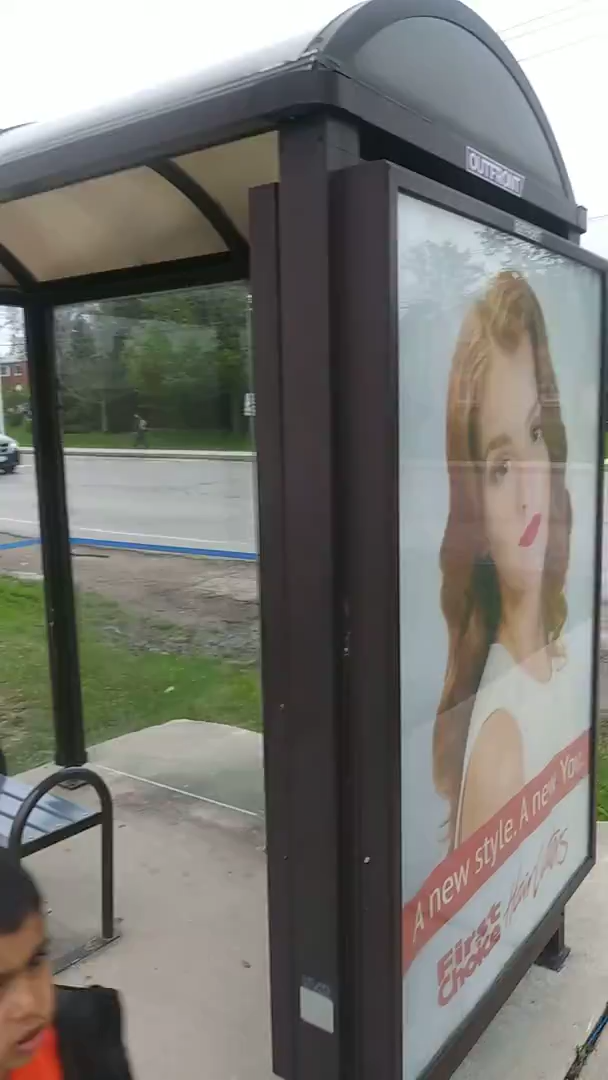 OUTFRONT
A new style. A new You.
First
Choice
Haircutters